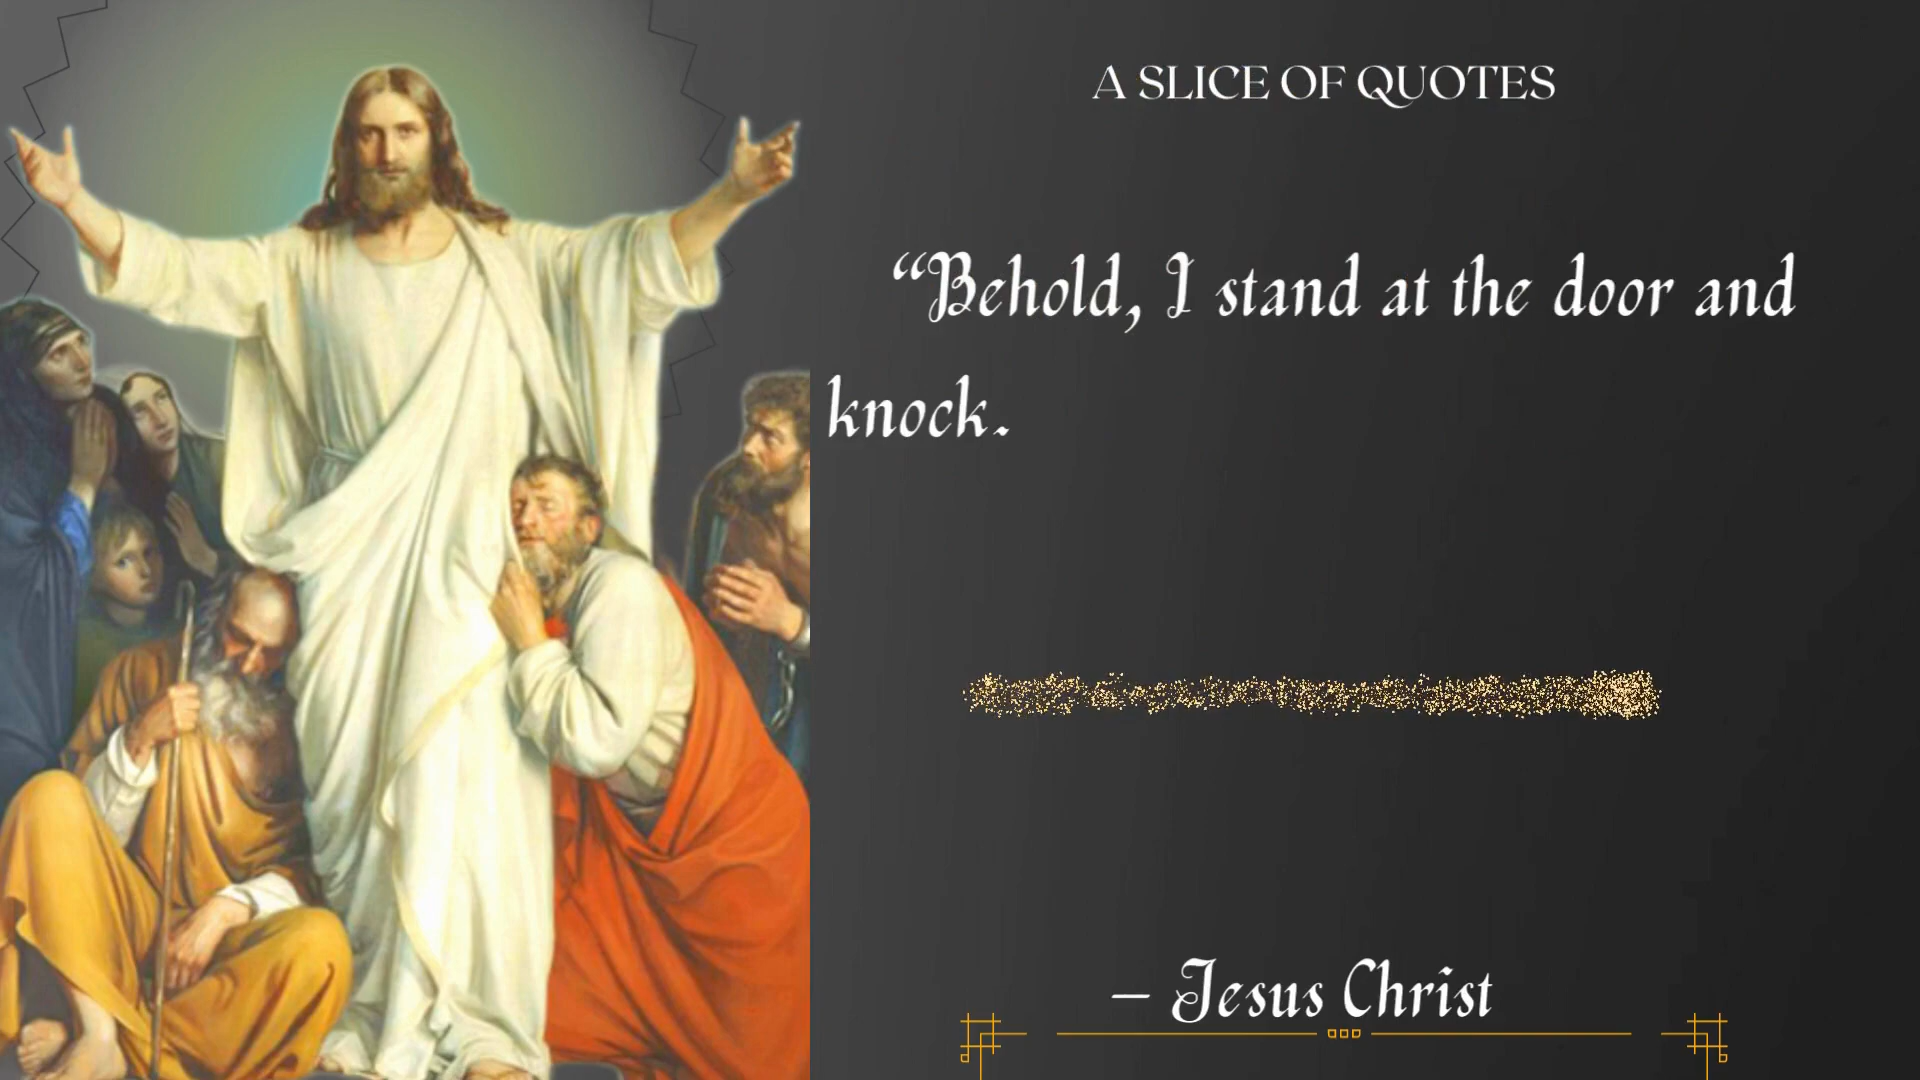 A SLICE OF QUOTES
“Behold, I stand at the door and
knock.
– Jesus Christ